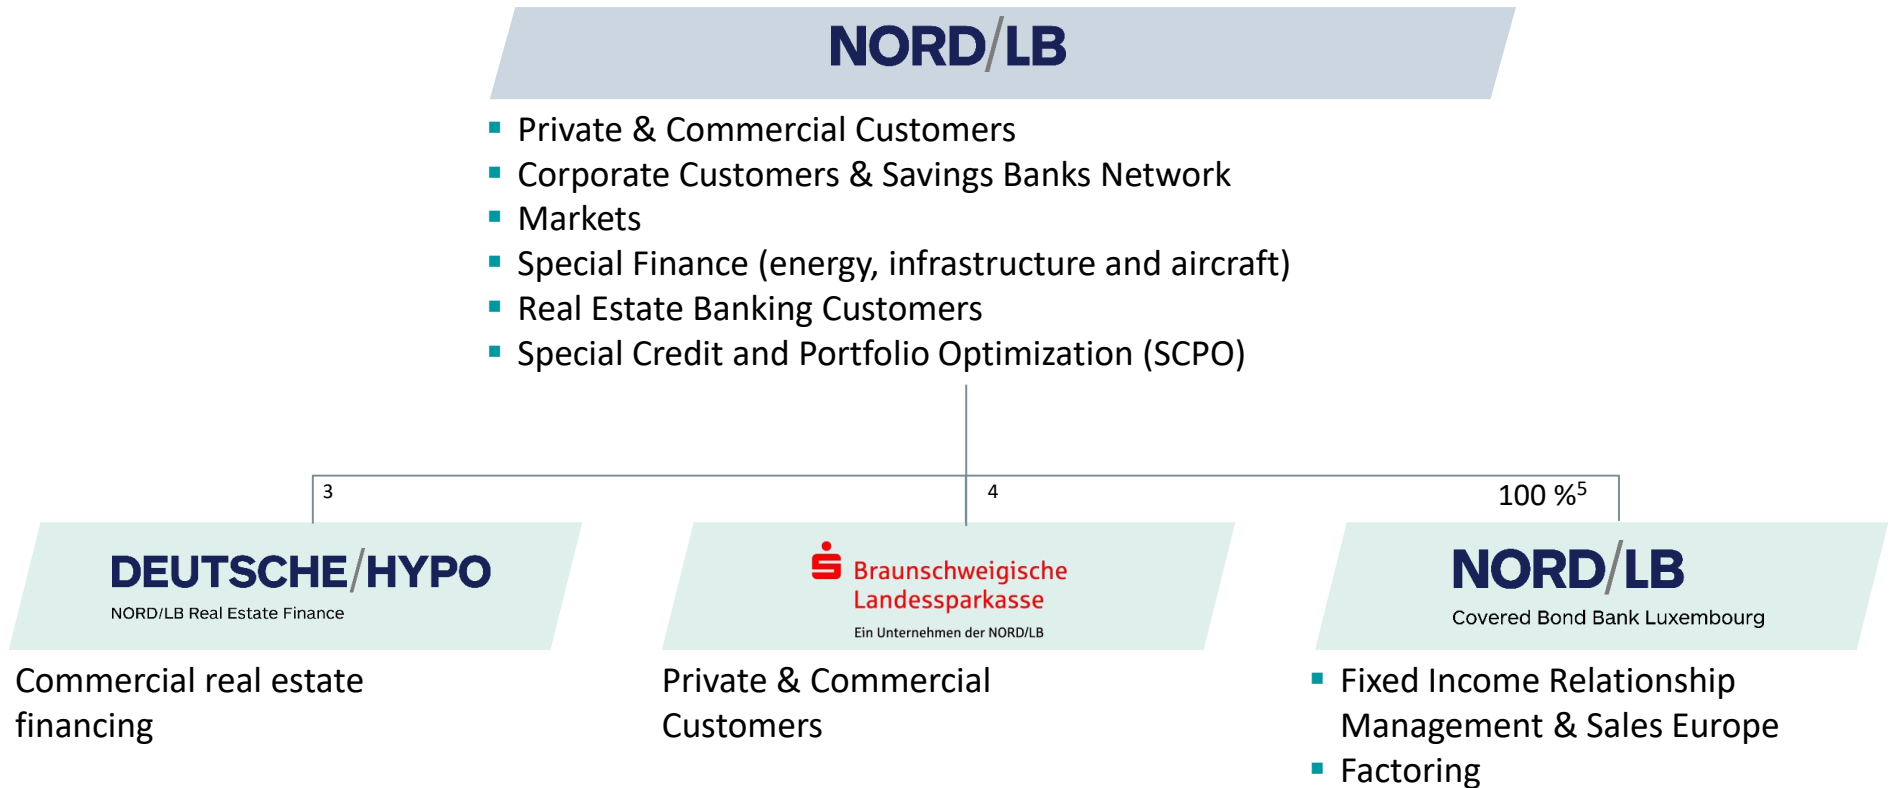 NORD/LB
▪ Private & Commercial Customers
▪ Corporate Customers & Savings Banks Network
▪ Markets
▪ Special Finance (energy, infrastructure and aircraft)
▪ Real Estate Banking Customers
▪ Special Credit and Portfolio Optimization (SCPO)
3
4
100 %⁵
DEUTSCHE/HYPO
NORD/LB Real Estate Finance
Braunschweigische
Landessparkasse
Ein Unternehmen der NORD/LB
NORD/LB
Covered Bond Bank Luxembourg
Commercial real estate
financing
Private & Commercial
Customers
▪ Fixed Income Relationship
Management & Sales Europe
▪ Factoring